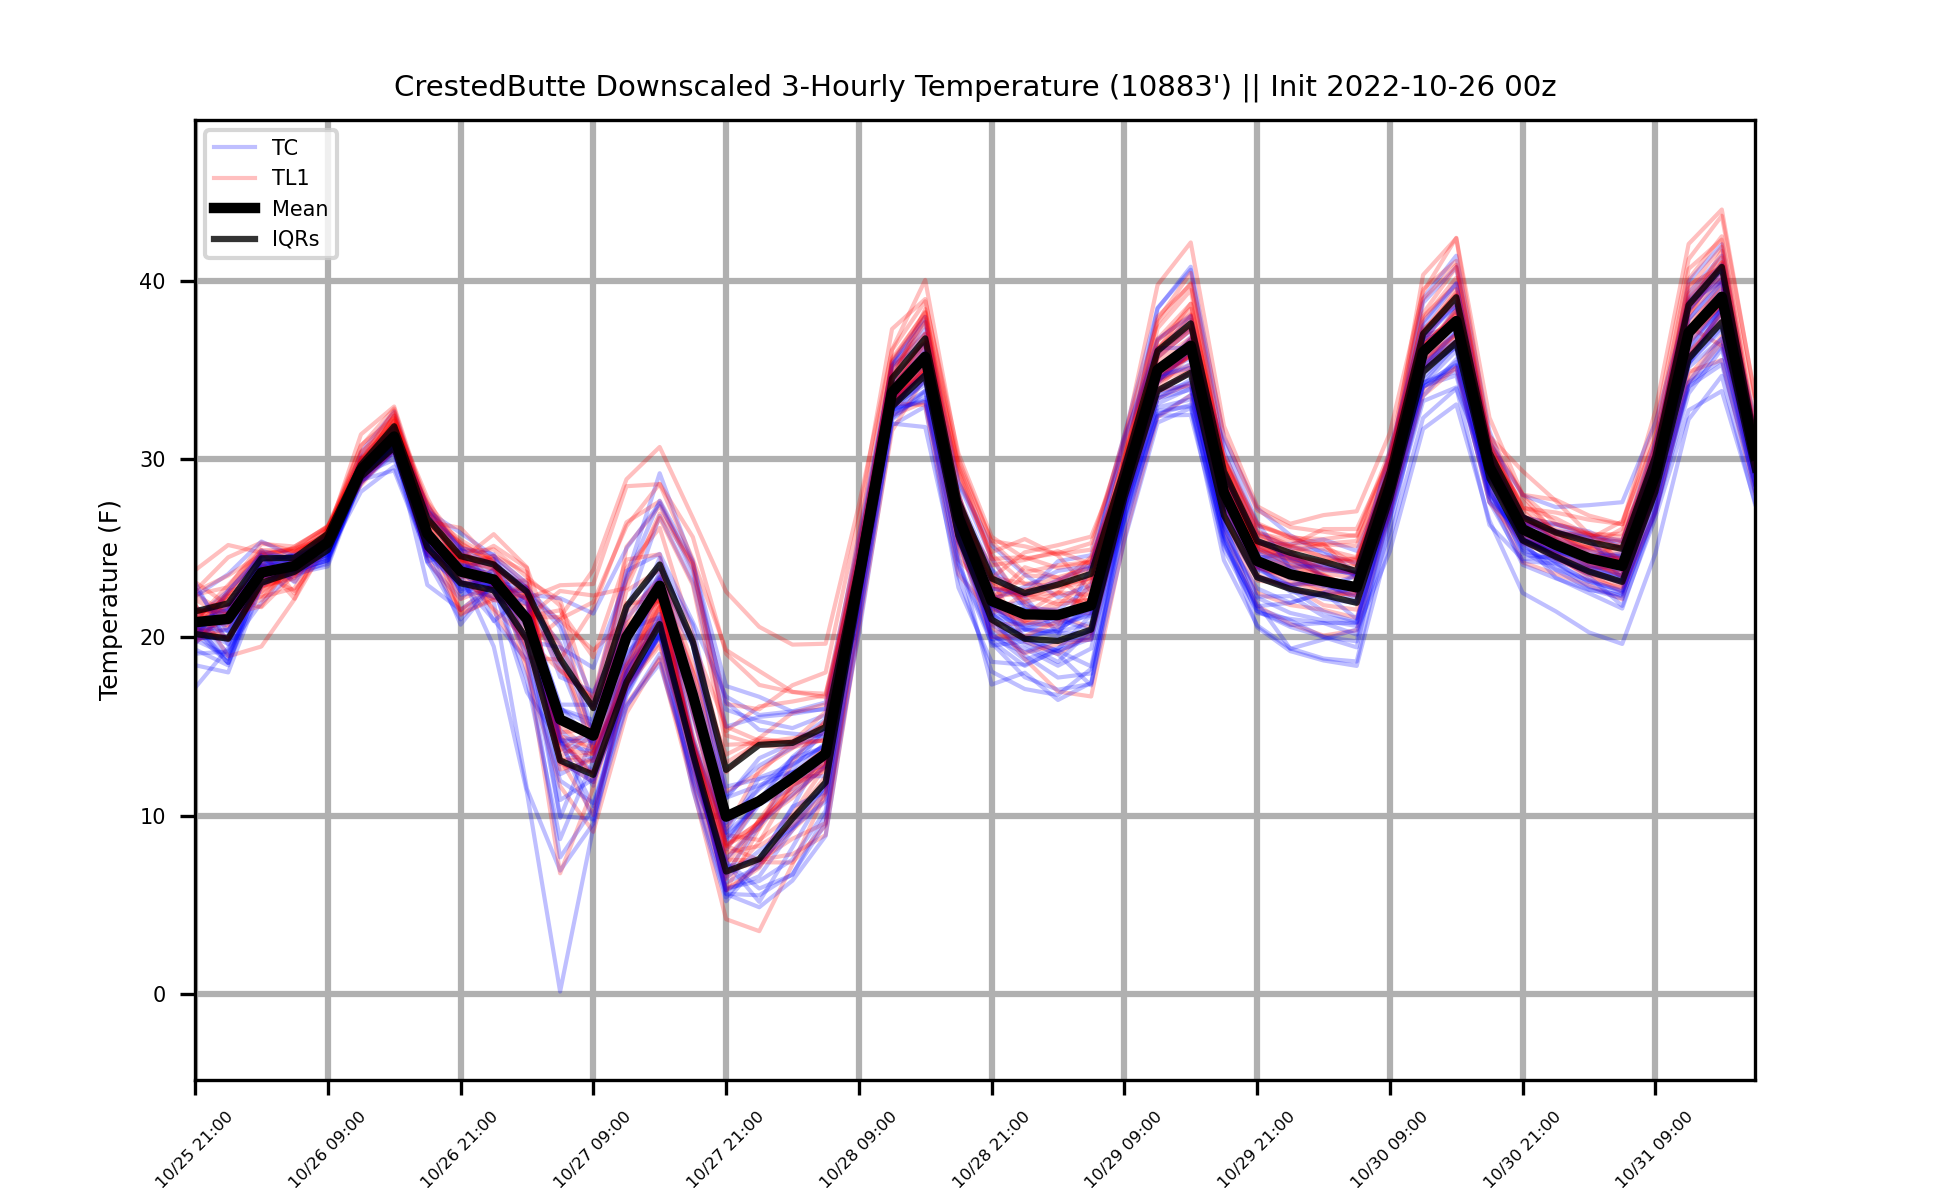 CrestedButte Downscaled 3-Hourly Temperature (10883') || Init 2022-10-26 00z
TC
TL1
Mean
IQRs
Temperature (F)
40
30
20
10
0
10/25 21:00
10/26 09:00
10/26 21:00
10/27 09:00
10/27 21:00
10/28 09:00
10/28 21:00
10/29 09:00
10/29 21:00
10/30 09:00
10/30 21:00
10/31 09:00